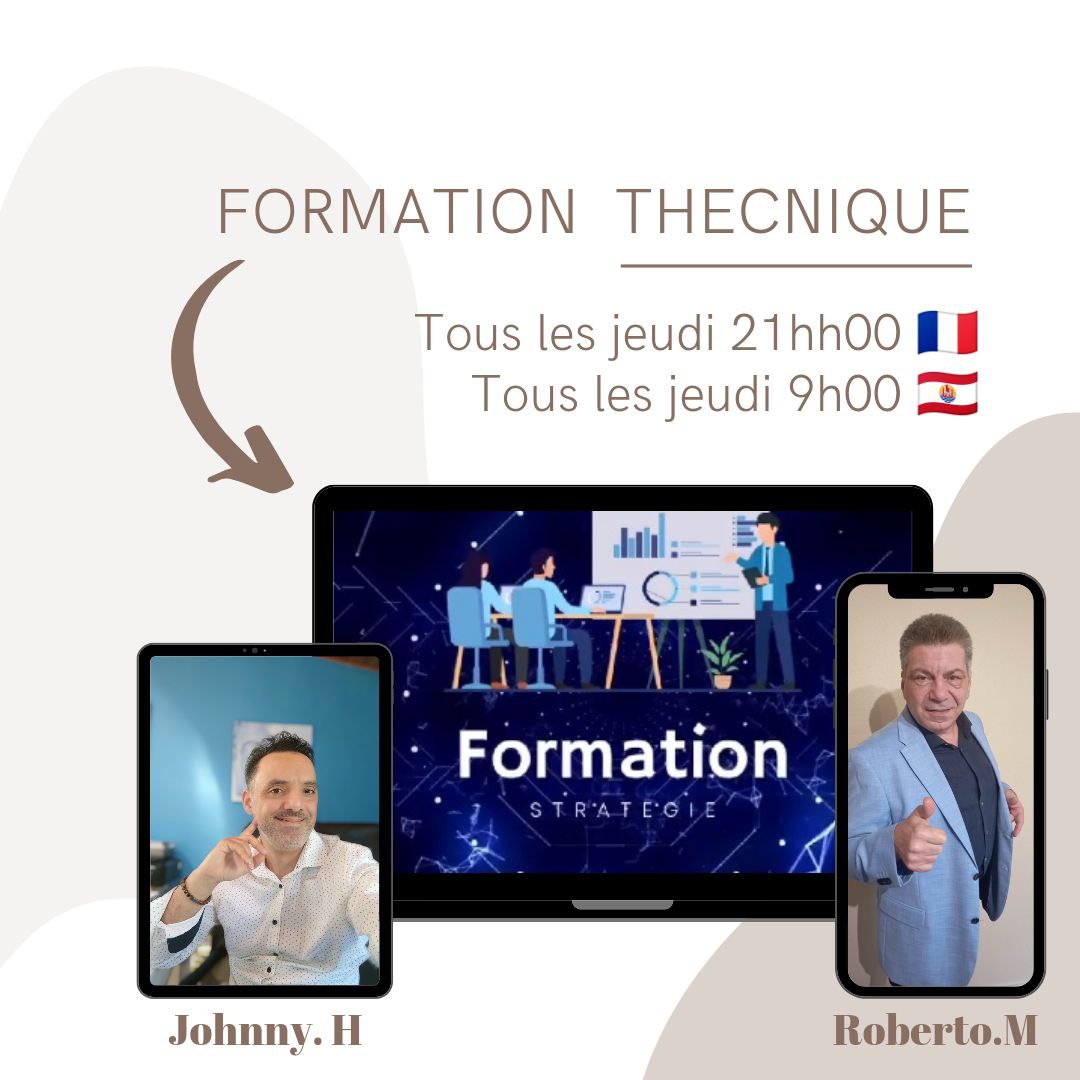 FORMATION THECNIQUE
Tous les jeudi 21hh00
Tous les jeudi 9h00
Formation
STRATEGIE
Johnny. H
Roberto.M